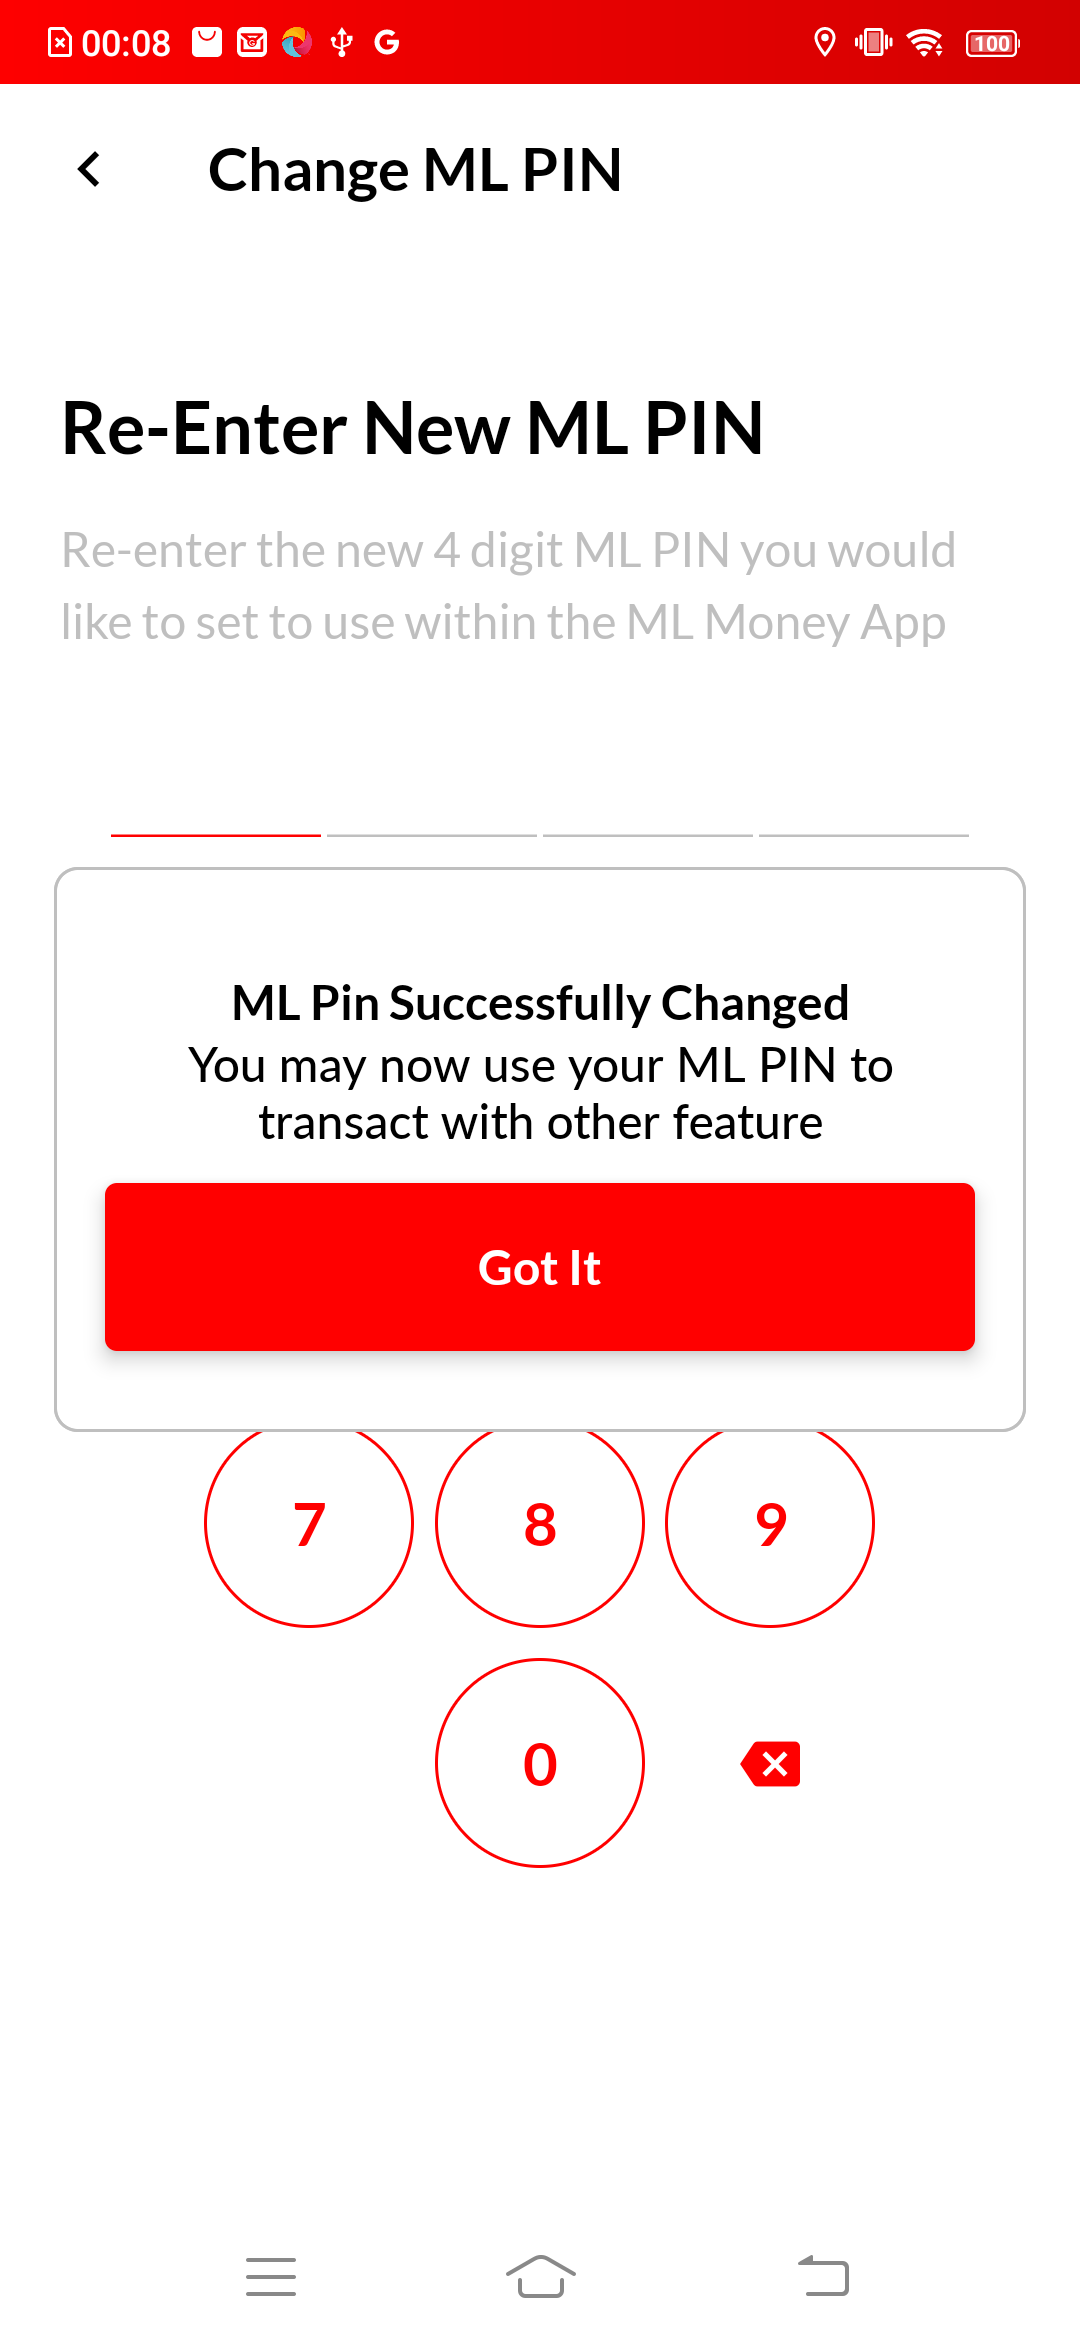 00:08
100
Change ML PIN
Re-Enter New ML PIN
Re-enter the new 4 digit ML PIN you would
like to set to use within the ML Money App
ML Pin Successfully Changed
You may now use your ML PIN to
transact with other feature
Got It
7 8 9
0